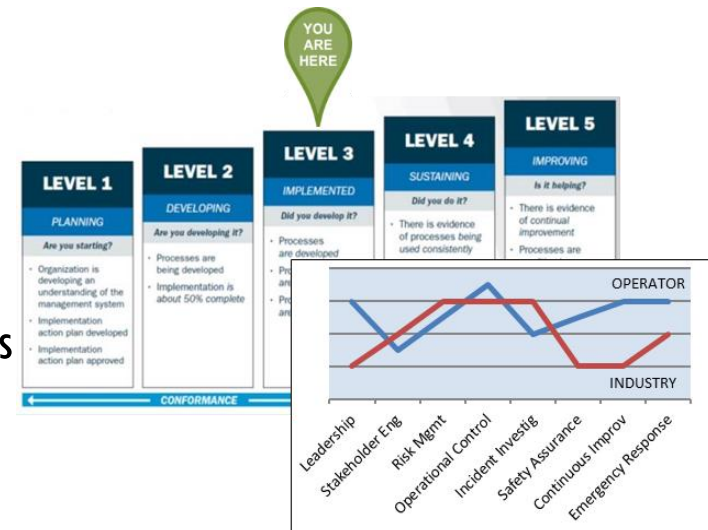 YOU
ARE
HERE
LEVEL 1
PLANNING
Are you starting?
• Organization is
developing an
understanding of the
management system
• Implementation
action plan developed
• Implementation
action plan approved
LEVEL 2
DEVELOPING
Are you developing it?
• Processes are
being developed
• Implementation is
about 50% complete
LEVEL 3
IMPLEMENTED
Did you develop it?
• Processes
are developed
LEVEL 4
SUSTAINING
Did you do it?
• There is evidence
of processes being
used consistently
LEVEL 5
IMPROVING
Is it helping?
• There is evidence
of continual
improvement
• Processes are
CONFORMANCE
S
OPERATOR
INDUSTRY
Leadership
Stakeholder Eng
Risk Mgmt
Operational Control
Incident Investig
Safety Assurance
Continuous Improv
Emergency Response